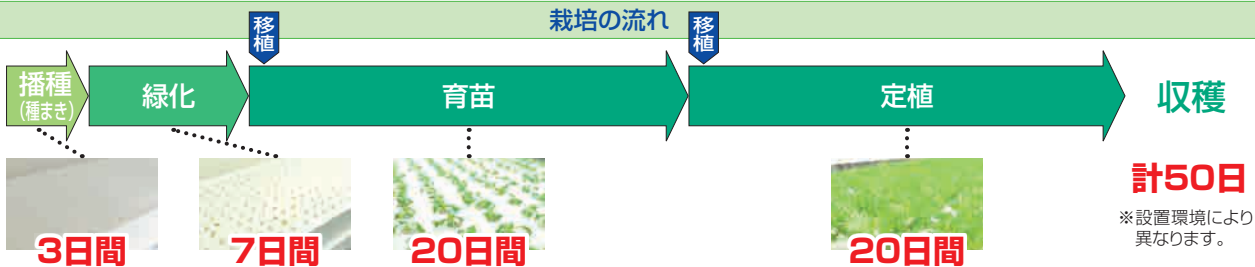 栽培の流れ
移植
移植
播種
(種まき)
緑化
育苗
定植
収穫
3日間
7日間
20日間
20日間
計50日
※設置環境により
異なります。